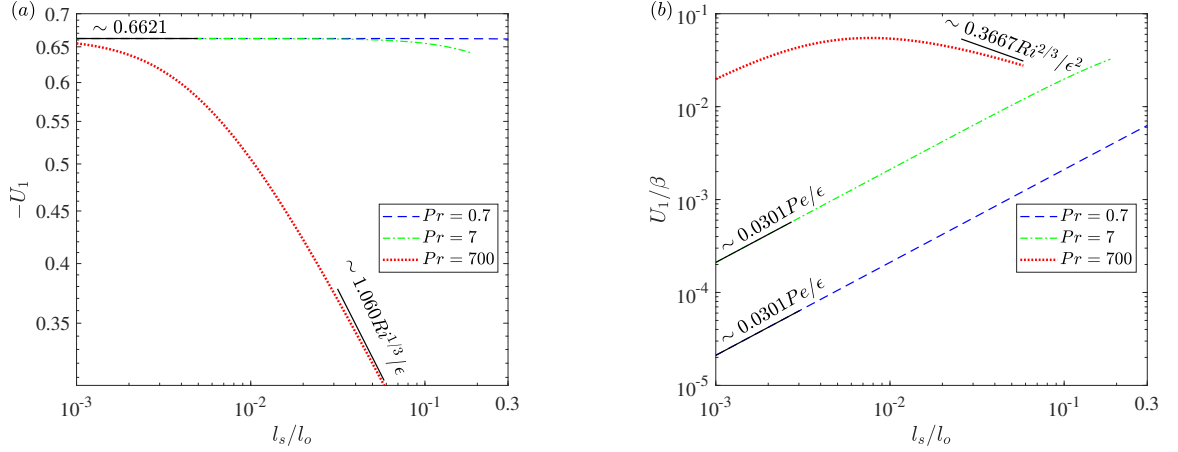 (a)
0.7
0.65
0.6
0.55
0.5
0.45
0.4
0.35
−U₁
∼ 0.6621
∼ 1.060Ri^{1/3}/ϵ
Pr = 0.7
Pr = 7
Pr = 700
10⁻³
10⁻²
10⁻¹
0.3
l_s/l_o
(b)
10⁻¹
10⁻²
10⁻³
10⁻⁴
10⁻⁵
U₁/β
∼ 0.3667Ri^{2/3}/ϵ²
∼ 0.0301Pe/ϵ
∼ 0.0301Pe/ϵ
Pr = 0.7
Pr = 7
Pr = 700
10⁻³
10⁻²
10⁻¹
0.3
l_s/l_o